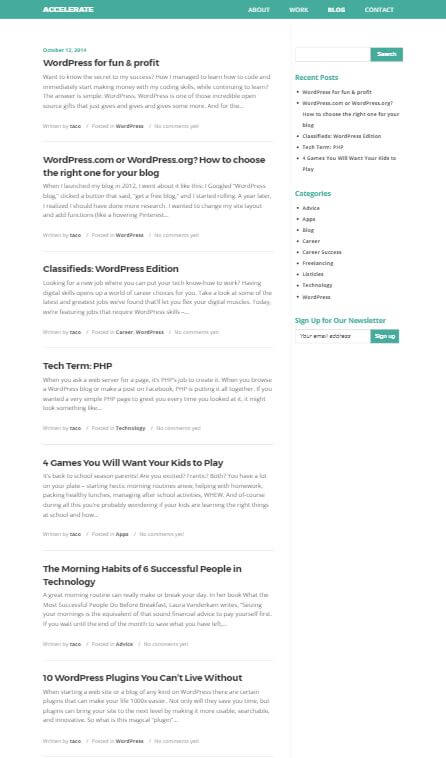 ACCELERATE
ABOUT WORK BLOG CONTACT
October 12, 2014
WordPress for fun & profit
Want to know the secret to my success? How I managed to learn how to code and
immediately start making money with my coding skills, while continuing to learn?
The answer is simple: WordPress. WordPress is one of those incredible open
source gifts that just gives and gives and gives some more. And for the...
Written by taco / Posted in WordPress / No comments yet!
WordPress.com or WordPress.org? How to choose
the right one for your blog
When I launched my blog in 2012, I went about it like this: I Googled "WordPress
blog," clicked a button that said, "get a free blog," and I started rolling. A year later,
I realized I should have done more research. I wanted to change my site layout
and add functions (like a hovering Pinterest...
Written by taco / Posted in WordPress / No comments yet!
Classifieds: WordPress Edition
Looking for a new job where you can put your tech know-how to work? Having
digital skills opens up a world of career choices for you. Take a look at some of the
latest and greatest jobs we've found that'll let you flex your digital muscles. Today,
we're featuring jobs that require WordPress skills –...
Written by taco / Posted in Career, WordPress / No comments yet!
Tech Term: PHP
When you ask a web server for a page, it's PHP's job to create it. When you browse
a WordPress blog or make a post on Facebook, PHP is putting it all together. If you
wanted a very simple PHP page to greet you every time you looked at it, it might
look something like...
Written by taco / Posted in Technology / No comments yet!
4 Games You Will Want Your Kids to Play
It's back to school season parents! Are you excited? Frantic? Both? You have a lot
on your plate – starting hectic morning routines anew, helping with homework,
packing healthy lunches, managing after school activities, WHEW. And of-course
during all this you're probably wondering if your kids are learning the right things
at school and how...
Written by taco / Posted in Apps / No comments yet!
The Morning Habits of 6 Successful People in
Technology
A great morning routine can really make or break your day. In her book What the
Most Successful People Do Before Breakfast, Laura Vanderkam writes, "Seizing
your mornings is the equivalent of that sound financial advice to pay yourself first.
If you wait until the end of the month to save what you have left,...
Written by taco / Posted in Advice / No comments yet!
10 WordPress Plugins You Can't Live Without
When starting a web site or a blog of any kind on WordPress there are certain
plugins that can make your life 1000x easier. Not only will they save you time, but
plugins can bring your site to the next level by making it more usable, searchable,
and innovative. So what is this magical "plugin"...
Written by taco / Posted in WordPress / No comments yet!
Search
Recent Posts
WordPress for fun & profit
WordPress.com or WordPress.org?
How to choose the right one for your
blog
Classifieds: WordPress Edition
Tech Term: PHP
4 Games You Will Want Your Kids to
Play
Categories
Advice
Apps
Blog
Career
Career Success
Freelancing
Listicles
Technology
WordPress
Sign Up for Our Newsletter
Your email address
Sign up